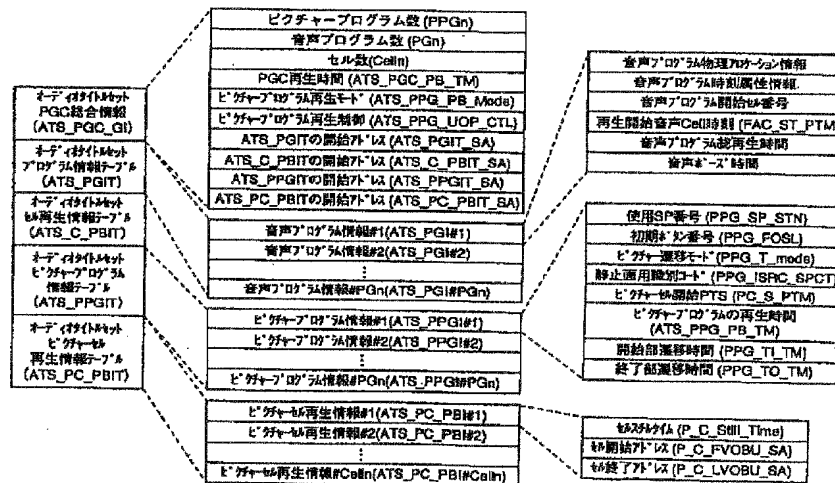 オーディオタイトルセット
PGC総合情報
(ATS_PGC_GI)
オーディオタイトルセット
プログラム情報テーブル
(ATS_PGIT)
オーディオタイトルセット
セル再生情報テーブル
(ATS_C_PBIT)
オーディオタイトルセット
ピクチャープログラム
情報テーブル
(ATS_PPGIT)
オーディオタイトルセット
ピクチャーセル
再生情報テーブル
(ATS_PC_PBIT)
ピクチャープログラム数 (PPGn)
音声プログラム数 (PGn)
セル数(Celln)
PGC再生時間 (ATS_PGC_PB_TM)
ピクチャープログラム再生モード (ATS_PPG_PB_Mode)
ピクチャープログラム再生制御 (ATS_PPG_UOP_CTL)
ATS_PGITの開始アドレス (ATS_PGIT_SA)
ATS_C_PBITの開始アドレス (ATS_C_PBIT_SA)
ATS_PPGITの開始アドレス (ATS_PPGIT_SA)
ATS_PC_PBITの開始アドレス (ATS_PC_PBIT_SA)
音声プログラム情報#1(ATS_PGI#1)
音声プログラム情報#2(ATS_PGI#2)
⋮
音声プログラム情報#PGn(ATS_PGI#PGn)
ピクチャープログラム情報#1(ATS_PPGI#1)
ピクチャープログラム情報#2(ATS_PPGI#2)
⋮
ピクチャープログラム情報#PGn(ATS_PPGI#PGn)
ピクチャーセル再生情報#1(ATS_PC_PBI#1)
ピクチャーセル再生情報#2(ATS_PC_PBI#2)
⋮
ピクチャーセル再生情報#Celln(ATS_PC_PBI#Celln)
音声プログラム物理アロケーション情報
音声プログラム時刻属性情報
音声プログラム開始セル番号
再生開始音声Cell時刻 (FAC_ST_PTM)
音声プログラム総再生時間
音声ポーズ時間
使用SP番号 (PPG_SP_STN)
初期ボタン番号 (PPG_FOSL)
ピクチャー遷移モード(PPG_T_mode)
静止画用識別コード (PPG_ISRC_SPCT)
ピクチャーセル開始PTS (PC_S_PTM)
ピクチャープログラムの再生時間
(ATS_PPG_PB_TM)
開始部遷移時間 (PPG_TI_TM)
終了部遷移時間 (PPG_TO_TM)
セルスチルタイム (P_C_Still_Time)
セル開始アドレス (P_C_FVOBU_SA)
セル終了アドレス (P_C_LVOBU_SA)